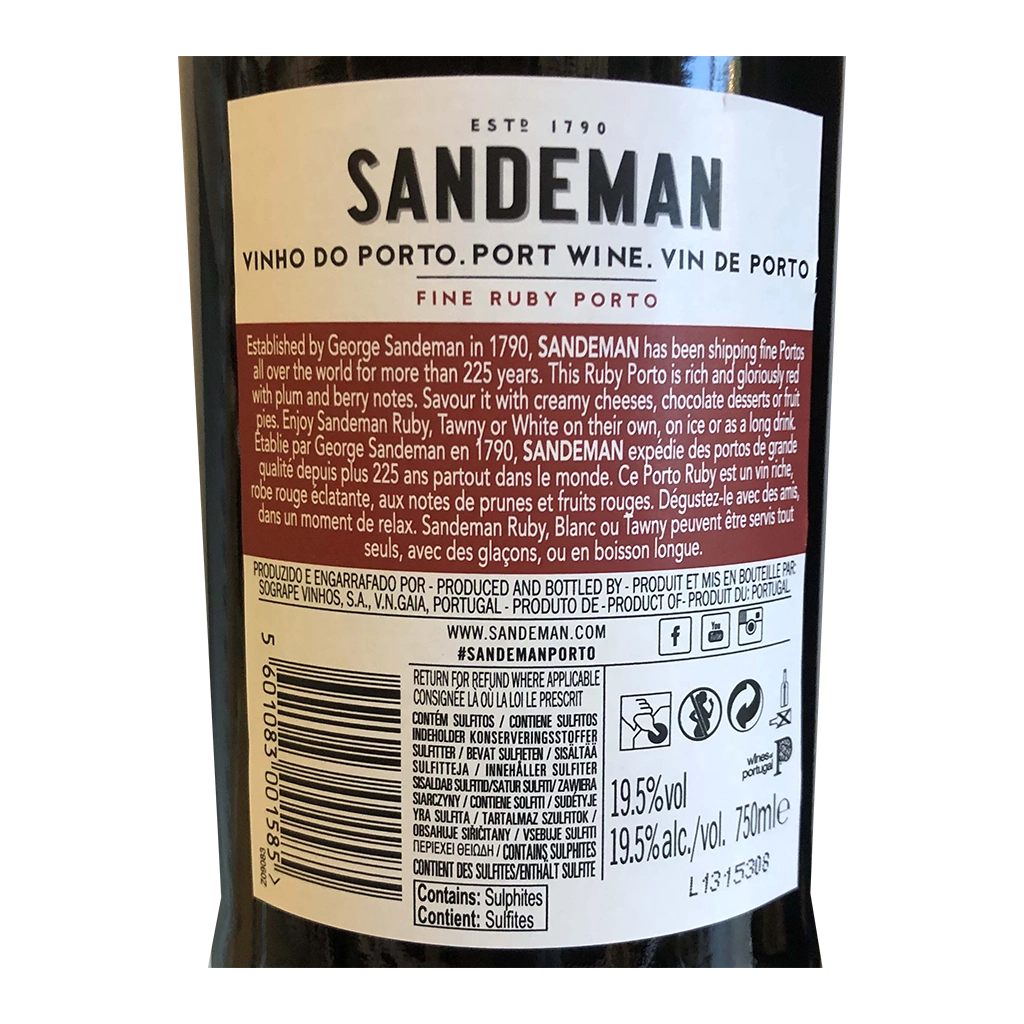 ESTD 1790
SANDEMAN
VINHO DO PORTO. PORT WINE. VIN DE PORTO
FINE RUBY PORTO
Established by George Sandeman in 1790, SANDEMAN has been shipping fine Portos
all over the world for more than 225 years. This Ruby Porto is rich and gloriously red
with plum and berry notes. Savour it with creamy cheeses, chocolate desserts or fruit
pies. Enjoy Sandeman Ruby, Tawny or White on their own, on ice or as a long drink.
Établie par George Sandeman en 1790, SANDEMAN expédie des portos de grande
qualité depuis plus 225 ans partout dans le monde. Ce Porto Ruby est un vin riche,
robe rouge éclatante, aux notes de prunes et fruits rouges. Dégustez-le avec des amis,
dans un moment de relax. Sandeman Ruby, Blanc ou Tawny peuvent être servis tout
seuls, avec des glaçons, ou en boisson longue.
PRODUZIDO E ENGARRAFADO POR - PRODUCED AND BOTTLED BY - PRODUIT ET MIS EN BOUTEILLE PAR:
SOGRAPE VINHOS, S.A., V.N.GAIA, PORTUGAL - PRODUTO DE - PRODUCT OF - PRODUIT DU: PORTUGAL
WWW.SANDEMAN.COM
#SANDEMANPORTO
f
You
Tube
5 601083 001585 >
2080803
RETURN FOR REFUND WHERE APPLICABLE
CONSIGNÉE LÀ OÙ LA LOI LE PRESCRIT
CONTÉM SULFITOS / CONTIENE SULFITOS
INDEHOLDER KONSERVERINGSSTOFFER
SULFITTER / BEVAT SULFIETEN / SISÄLTÄÄ
SULFITTEJA / INNEHÅLLER SULFITER
SISALDAB SULFITID/SATUR SULFITI/ ZAWIERA
SIARCZYNY / CONTIENE SOLFITI / SUDĖTYJE
YRA SULFITA / TARTALMAZ SZULFITOK /
OBSAHUJE SIŘIČITANY / VSEBUJE SULFITI
ΠΕΡΙΕΧΕΙ ΘΕΙΩΔΗ / CONTAINS SULPHITES
CONTIENT DES SULFITES/ENTHÄLT SULFITE
Contains: Sulphites
Contient: Sulfites
wines of
portugal
19.5%vol
19.5%alc./vol. 750ml e
L1315308